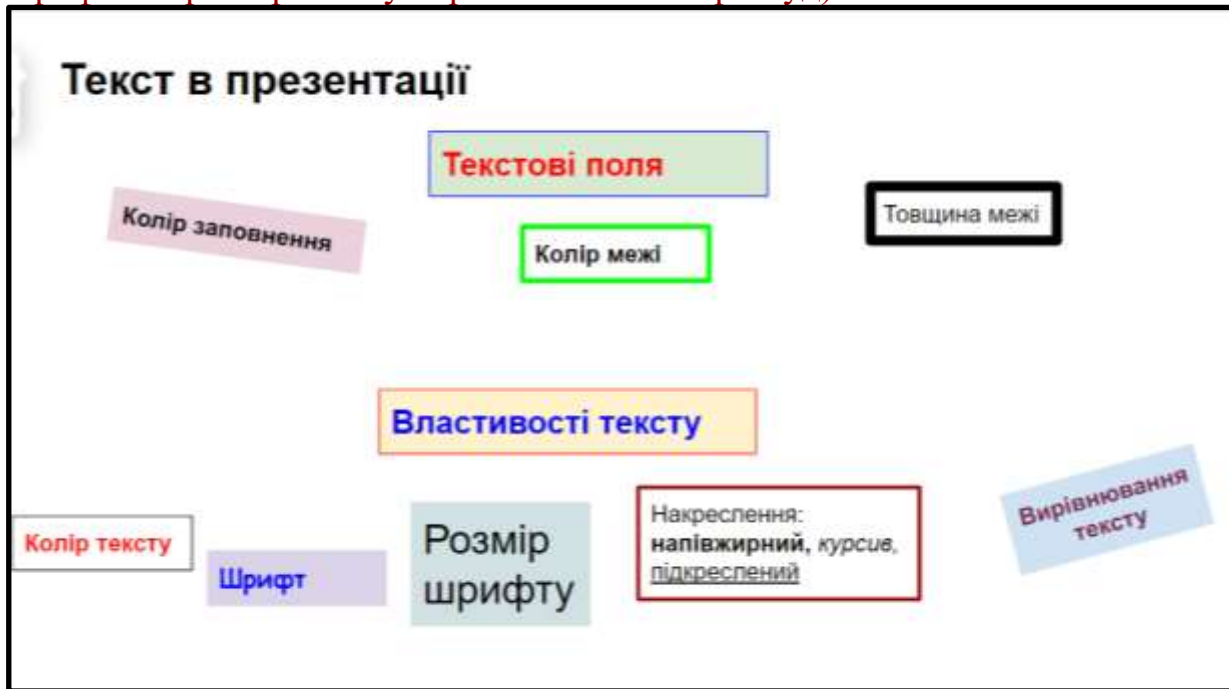 Текст в презентації
Текстові поля
Колір заповнення
Колір межі
Товщина межі
Властивості тексту
Колір тексту
Шрифт
Розмір
шрифту
Накреслення:
напівжирний, курсив,
підкреслений
Вирівнювання
тексту